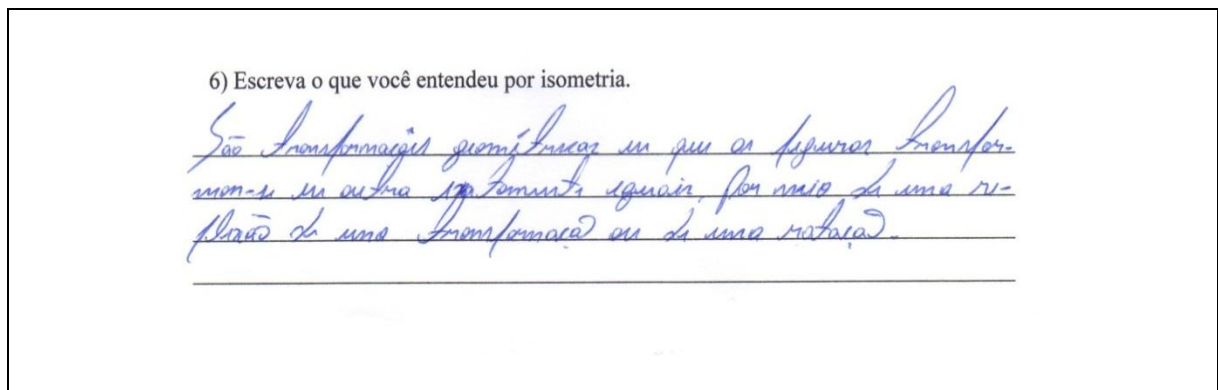 6) Escreva o que você entendeu por isometria.
São transformações geométricas em que as figuras transfor-
mam-se em outra exatamente iguais, por meio de uma re-
flexão de uma transformação ou de uma rotação.